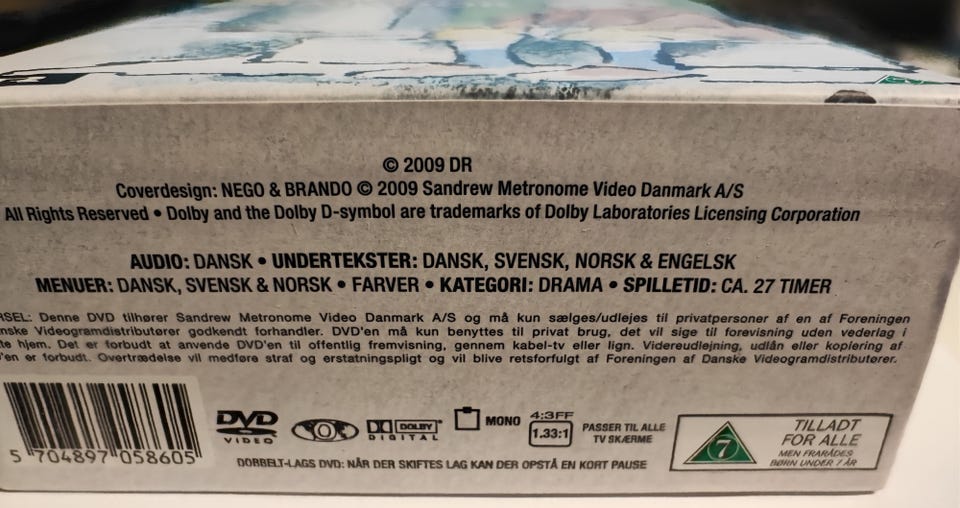 © 2009 DR
Coverdesign: NEGO & BRANDO © 2009 Sandrew Metronome Video Danmark A/S
All Rights Reserved • Dolby and the Dolby D-symbol are trademarks of Dolby Laboratories Licensing Corporation
AUDIO: DANSK • UNDERTEKSTER: DANSK, SVENSK, NORSK & ENGELSK
MENUER: DANSK, SVENSK & NORSK • FARVER • KATEGORI: DRAMA • SPILLETID: CA. 27 TIMER
RSEL: Denne DVD tilhører Sandrew Metronome Video Danmark A/S og må kun sælges/udlejes til privatpersoner af en af Foreningen
nske Videogramdistributører godkendt forhandler. DVD'en må kun benyttes til privat brug, det vil sige til forevisning uden vederlag i
te hjem. Det er forbudt at anvende DVD'en til offentlig fremvisning, gennem kabel-tv eller lign. Videreudlejning, udlån eller kopiering af
'en er forbudt. Overtrædelse vil medføre straf og erstatningspligt og vil blive retsforfulgt af Foreningen af Danske Videogramdistributører.
5 704897 058605
DVD
VIDEO
DOLBY
DIGITAL
MONO
4:3FF
1.33:1
PASSER TIL ALLE
TV SKÆRME
7
TILLADT
FOR ALLE
MEN FRARÅDES
BØRN UNDER 7 ÅR
DOBBELT-LAGS DVD: NÅR DER SKIFTES LAG KAN DER OPSTÅ EN KORT PAUSE